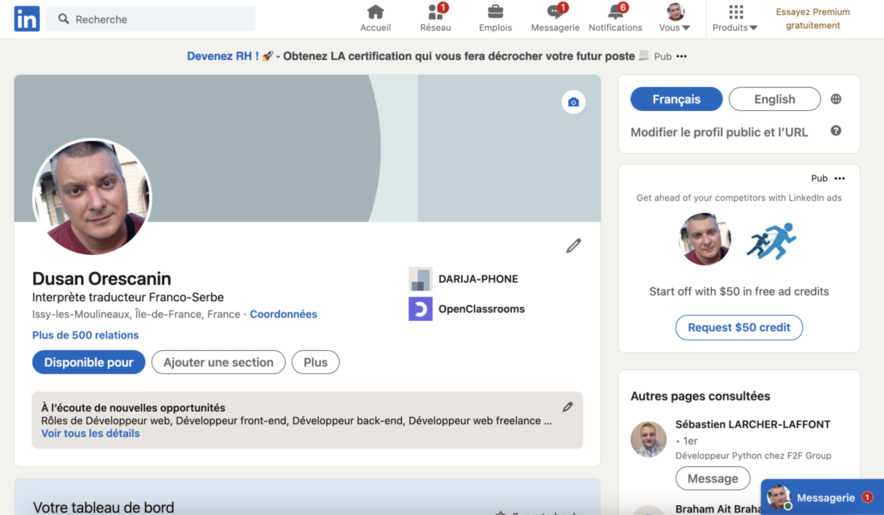 in
Recherche
Accueil
1
Réseau
Emplois
1
Messagerie
6
Notifications
Vous
Produits
Essayez Premium
gratuitement
Devenez RH ! 🚀 - Obtenez LA certification qui vous fera décrocher votre futur poste Pub •••
Dusan Orescanin
Interprète traducteur Franco-Serbe
Issy-les-Moulineaux, Île-de-France, France · Coordonnées
Plus de 500 relations
DARIJA-PHONE
OpenClassrooms
Disponible pour
Ajouter une section
Plus
À l’écoute de nouvelles opportunités
Rôles de Développeur web, Développeur front-end, Développeur back-end, Développeur web freelance ...
Voir tous les détails
Votre tableau de bord
Français
English
Modifier le profil public et l’URL
Pub •••
Get ahead of your competitors with LinkedIn ads
Start off with $50 in free ad credits
Request $50 credit
Autres pages consultées
Sébastien LARCHER-LAFFONT
• 1er
Développeur Python chez F2F Group
Message
Braham Ait Braha
Messagerie 1